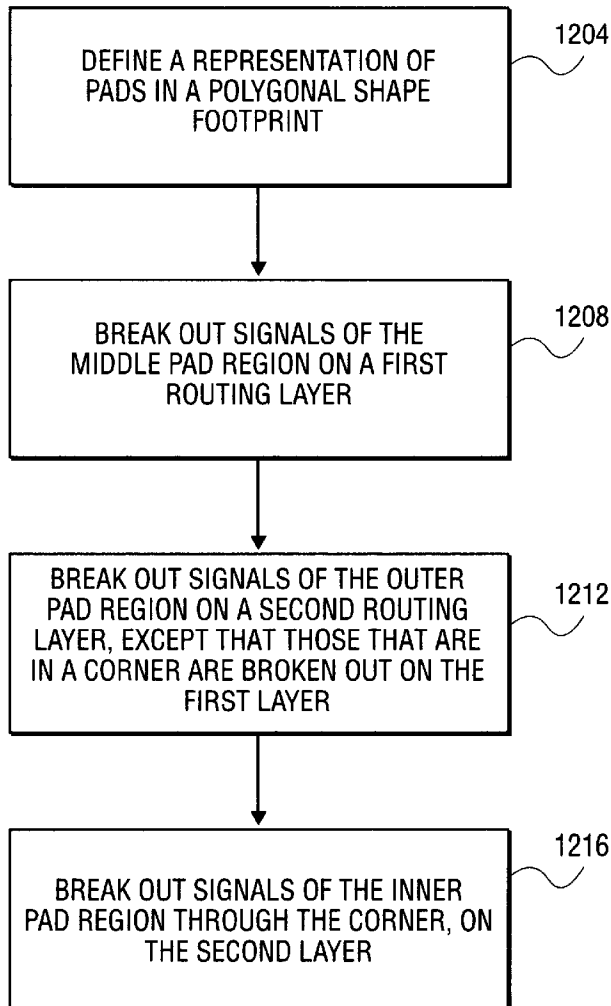 1204
DEFINE A REPRESENTATION OF
PADS IN A POLYGONAL SHAPE
FOOTPRINT
1208
BREAK OUT SIGNALS OF THE
MIDDLE PAD REGION ON A FIRST
ROUTING LAYER
1212
BREAK OUT SIGNALS OF THE OUTER
PAD REGION ON A SECOND ROUTING
LAYER, EXCEPT THAT THOSE THAT ARE
IN A CORNER ARE BROKEN OUT ON THE
FIRST LAYER
1216
BREAK OUT SIGNALS OF THE INNER
PAD REGION THROUGH THE CORNER, ON
THE SECOND LAYER